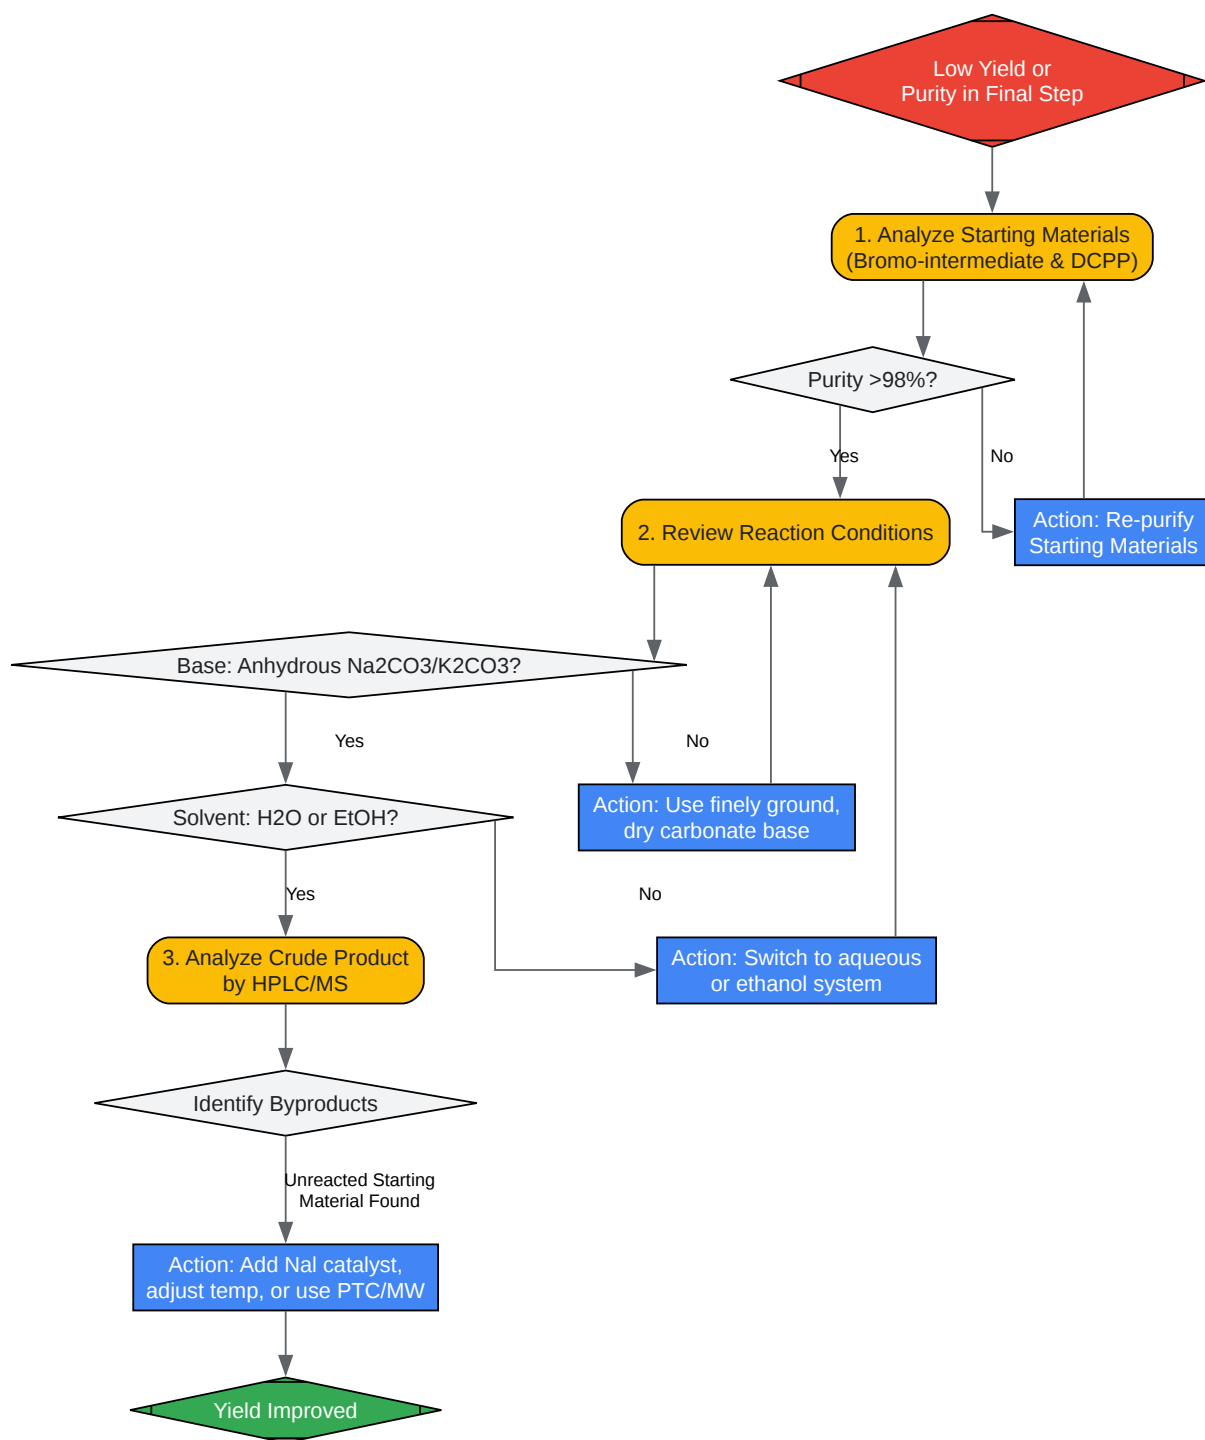 Low Yield or
Purity in Final Step
1. Analyze Starting Materials
(Bromo-intermediate & DCPP)
Purity >98%?
Yes
No
2. Review Reaction Conditions
Action: Re-purify
Starting Materials
Base: Anhydrous Na2CO3/K2CO3?
Yes
No
Solvent: H2O or EtOH?
Action: Use finely ground,
dry carbonate base
Yes
No
3. Analyze Crude Product
by HPLC/MS
Action: Switch to aqueous
or ethanol system
Identify Byproducts
Unreacted Starting
Material Found
Action: Add NaI catalyst,
adjust temp, or use PTC/MW
Yield Improved